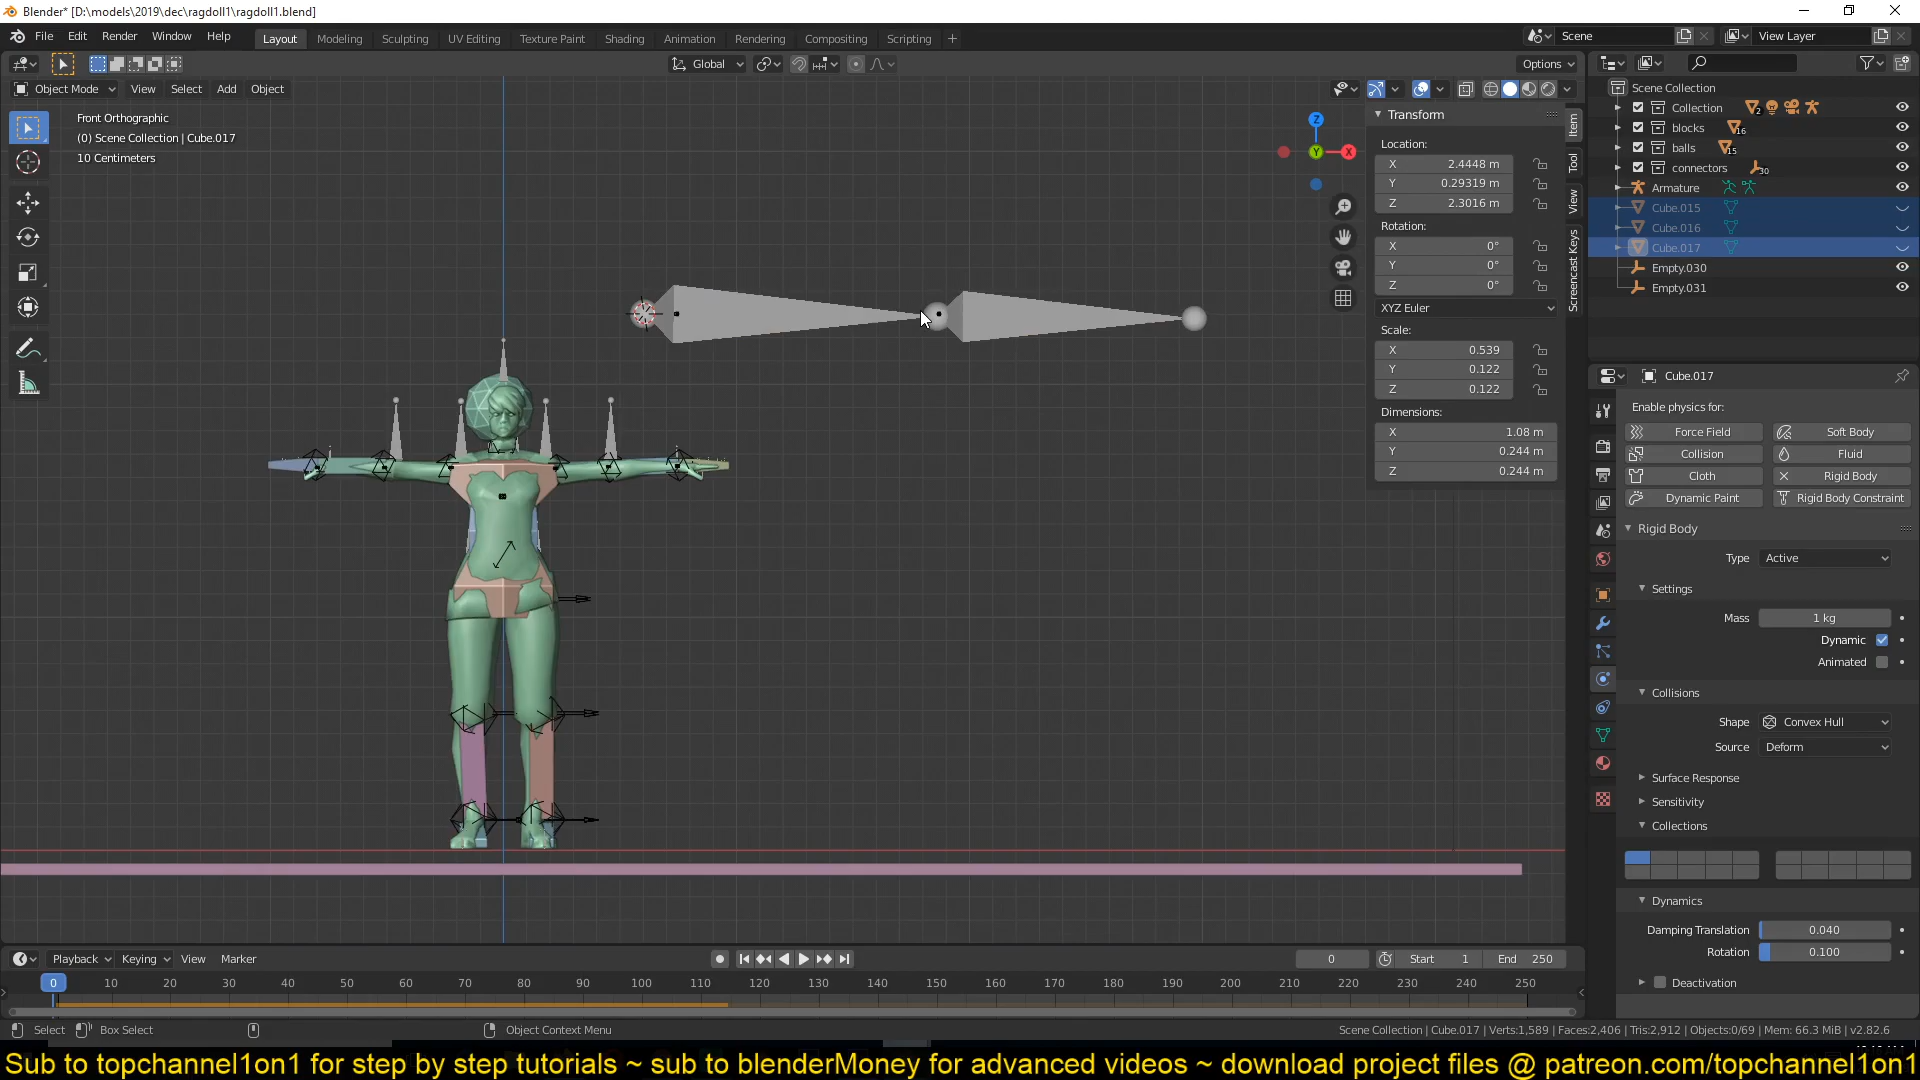 Blender* [D:\models\2019\dec\ragdoll1\ragdoll1.blend]
File Edit Render Window Help
Layout Modeling Sculpting UV Editing Texture Paint Shading Animation Rendering Compositing Scripting +
Scene
View Layer
Global
Options
Object Mode View Select Add Object
Front Orthographic
(0) Scene Collection | Cube.017
10 Centimeters
Z
Y
X
Transform
Location:
X 2.4448 m
Y 0.29319 m
Z 2.3016 m
Rotation:
X 0°
Y 0°
Z 0°
XYZ Euler
Scale:
X 0.539
Y 0.122
Z 0.122
Dimensions:
X 1.08 m
Y 0.244 m
Z 0.244 m
Item
Tool
View
Screencast Keys
Scene Collection
Collection 2
blocks 16
balls 15
connectors 30
Armature
Cube.015
Cube.016
Cube.017
Empty.030
Empty.031
Cube.017
Enable physics for:
Force Field Soft Body
Collision Fluid
Cloth Rigid Body
Dynamic Paint Rigid Body Constraint
Rigid Body
Type Active
Settings
Mass 1 kg
Dynamic
Animated
Collisions
Shape Convex Hull
Source Deform
Surface Response
Sensitivity
Collections
Dynamics
Damping Translation 0.040
Rotation 0.100
Deactivation
Playback Keying View Marker
0 Start 1 End 250
0 10 20 30 40 50 60 70 80 90 100 110 120 130 140 150 160 170 180 190 200 210 220 230 240 250
Select Box Select Object Context Menu
Scene Collection | Cube.017 | Verts:1,589 | Faces:2,406 | Tris:2,912 | Objects:0/69 | Mem: 66.3 MiB | v2.82.6
Sub to topchannel1on1 for step by step tutorials ~ sub to blenderMoney for advanced videos ~ download project files @ patreon.com/topchannel1on1